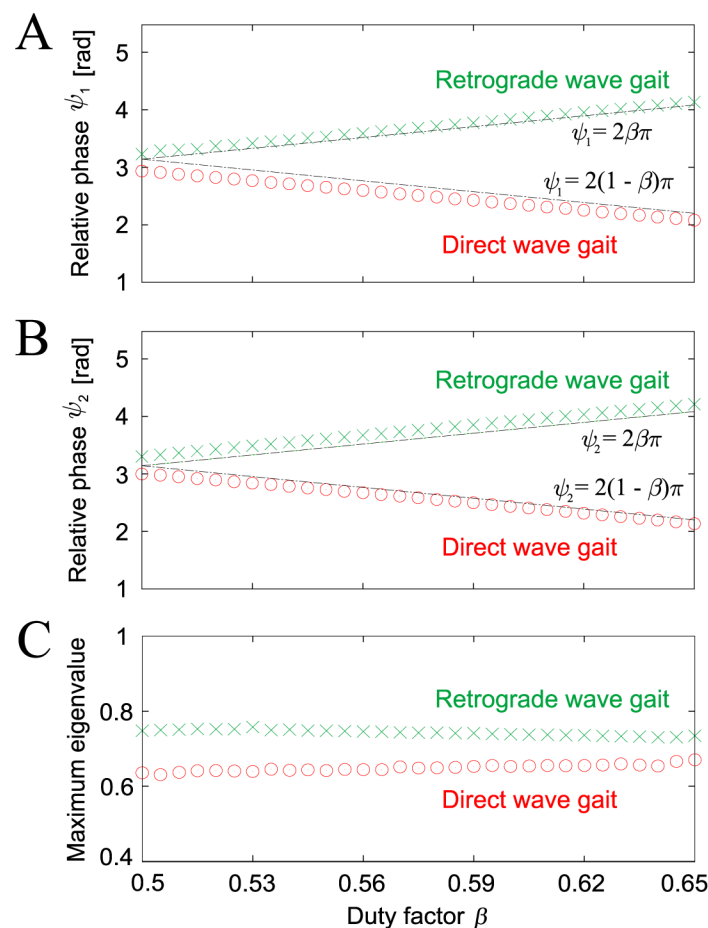 A
Relative phase ψ₁ [rad]
5
4
3
2
1
Retrograde wave gait
ψ₁= 2βπ
ψ₁= 2(1 - β)π
Direct wave gait
B
Relative phase ψ₂ [rad]
5
4
3
2
1
Retrograde wave gait
ψ₂= 2βπ
ψ₂= 2(1 - β)π
Direct wave gait
C
Maximum eigenvalue
1
0.8
0.6
0.4
Retrograde wave gait
Direct wave gait
0.5 0.53 0.56 0.59 0.62 0.65
Duty factor β